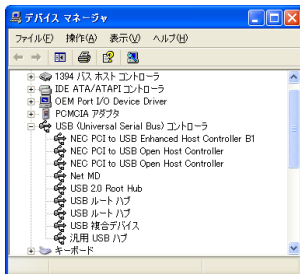 デバイス マネージャ
ファイル(F) 操作(A) 表示(V) ヘルプ(H)
1394 バス ホスト コントローラ
IDE ATA/ATAPI コントローラ
OEM Port I/O Device Driver
PCMCIA アダプタ
USB (Universal Serial Bus) コントローラ
NEC PCI to USB Enhanced Host Controller B1
NEC PCI to USB Open Host Controller
NEC PCI to USB Open Host Controller
Net MD
USB 2.0 Root Hub
USB ルート ハブ
USB ルート ハブ
USB 複合デバイス
汎用 USB ハブ
キーボード